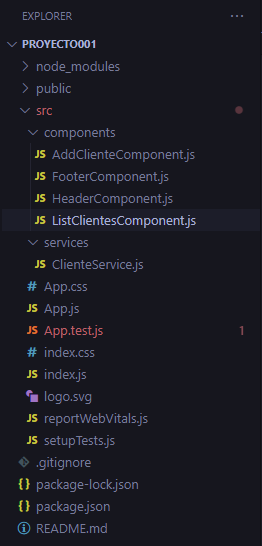 EXPLORER ...
PROYECTO001
node_modules
public
src
components
JS AddClienteComponent.js
JS FooterComponent.js
JS HeaderComponent.js
JS ListClientesComponent.js
services
JS ClienteService.js
# App.css
JS App.js
JS App.test.js 1
# index.css
JS index.js
logo.svg
JS reportWebVitals.js
JS setupTests.js
.gitignore
{} package-lock.json
{} package.json
README.md